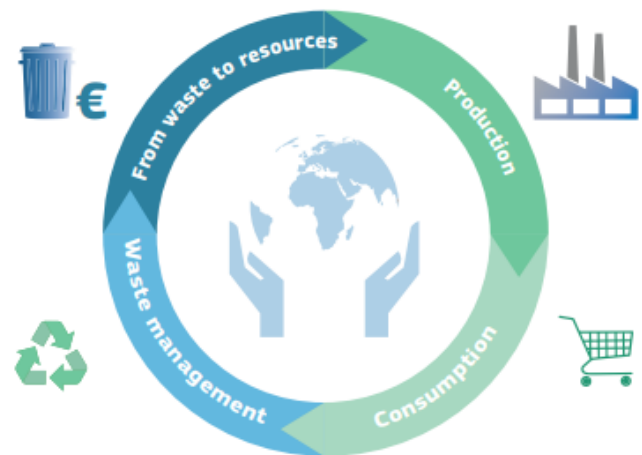 From waste to resources
Production
€
Waste management
Consumption